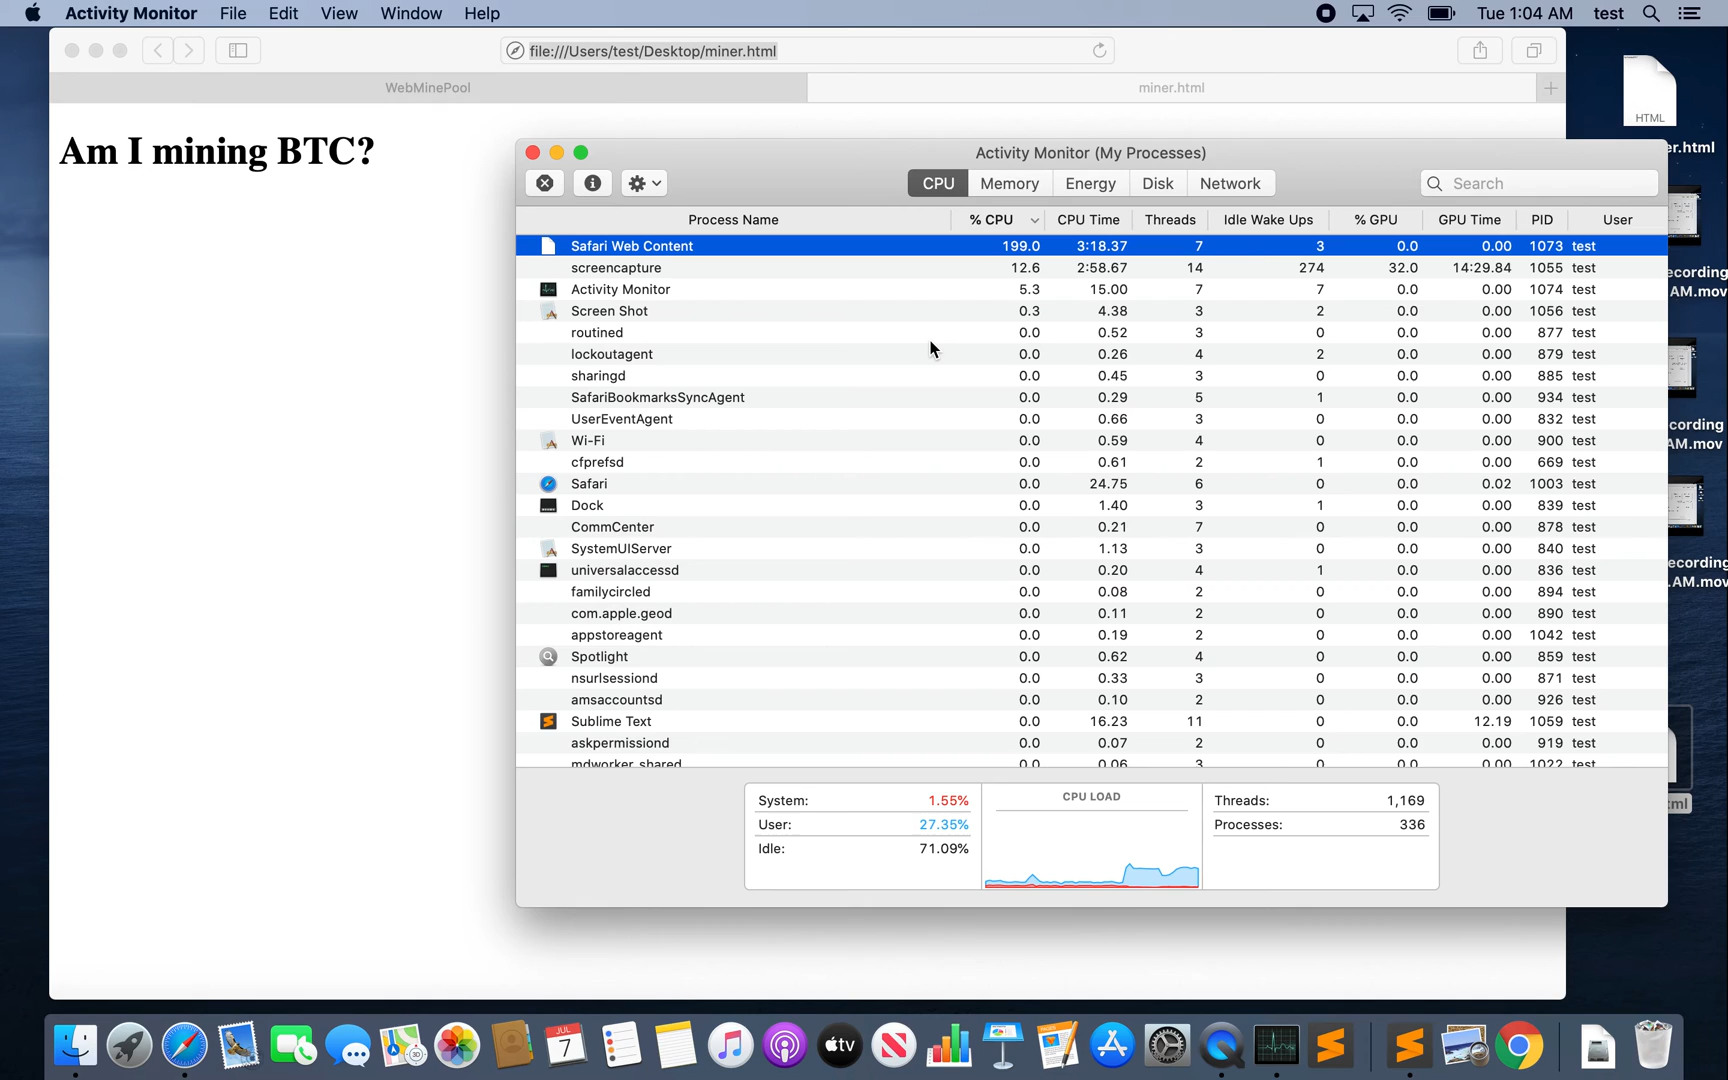 Activity Monitor File Edit View Window Help Tue 1:04 AM test
file:///Users/test/Desktop/miner.html
WebMinePool miner.html
HTML
er.html
Am I mining BTC?
Activity Monitor (My Processes)
CPU Memory Energy Disk Network Search
Process Name % CPU CPU Time Threads Idle Wake Ups % GPU GPU Time PID User
Safari Web Content 199.0 3:18.37 7 3 0.0 0.00 1073 test
screencapture 12.6 2:58.67 14 274 32.0 14:29.84 1055 test
ecording
Activity Monitor 5.3 15.00 7 7 0.0 0.00 1074 test
AM.mov
Screen Shot 0.3 4.38 3 2 0.0 0.00 1056 test
routined 0.0 0.52 3 0 0.0 0.00 877 test
lockoutagent 0.0 0.26 4 2 0.0 0.00 879 test
sharingd 0.0 0.45 3 0 0.0 0.00 885 test
SafariBookmarksSyncAgent 0.0 0.29 5 1 0.0 0.00 934 test
UserEventAgent 0.0 0.66 3 0 0.0 0.00 832 test
cording
Wi-Fi 0.0 0.59 4 0 0.0 0.00 900 test
AM.mov
cfprefsd 0.0 0.61 2 1 0.0 0.00 669 test
Safari 0.0 24.75 6 0 0.0 0.02 1003 test
Dock 0.0 1.40 3 1 0.0 0.00 839 test
CommCenter 0.0 0.21 7 0 0.0 0.00 878 test
SystemUIServer 0.0 1.13 3 0 0.0 0.00 840 test
ecording
universalaccessd 0.0 0.20 4 1 0.0 0.00 836 test
.AM.mov
familycircled 0.0 0.08 2 0 0.0 0.00 894 test
com.apple.geod 0.0 0.11 2 0 0.0 0.00 890 test
appstoreagent 0.0 0.19 2 0 0.0 0.00 1042 test
Spotlight 0.0 0.62 4 0 0.0 0.00 859 test
nsurlsessiond 0.0 0.33 3 0 0.0 0.00 871 test
amsaccountsd 0.0 0.10 2 0 0.0 0.00 926 test
Sublime Text 0.0 16.23 11 0 0.0 12.19 1059 test
askpermissiond 0.0 0.07 2 0 0.0 0.00 919 test
mdworker_shared 0.0 0.06 3 0 0.0 0.00 1022 test
System: 1.55% CPU LOAD Threads: 1,169
tml
User: 27.35% Processes: 336
Idle: 71.09%
JUL
7
3D
tv
PAGES